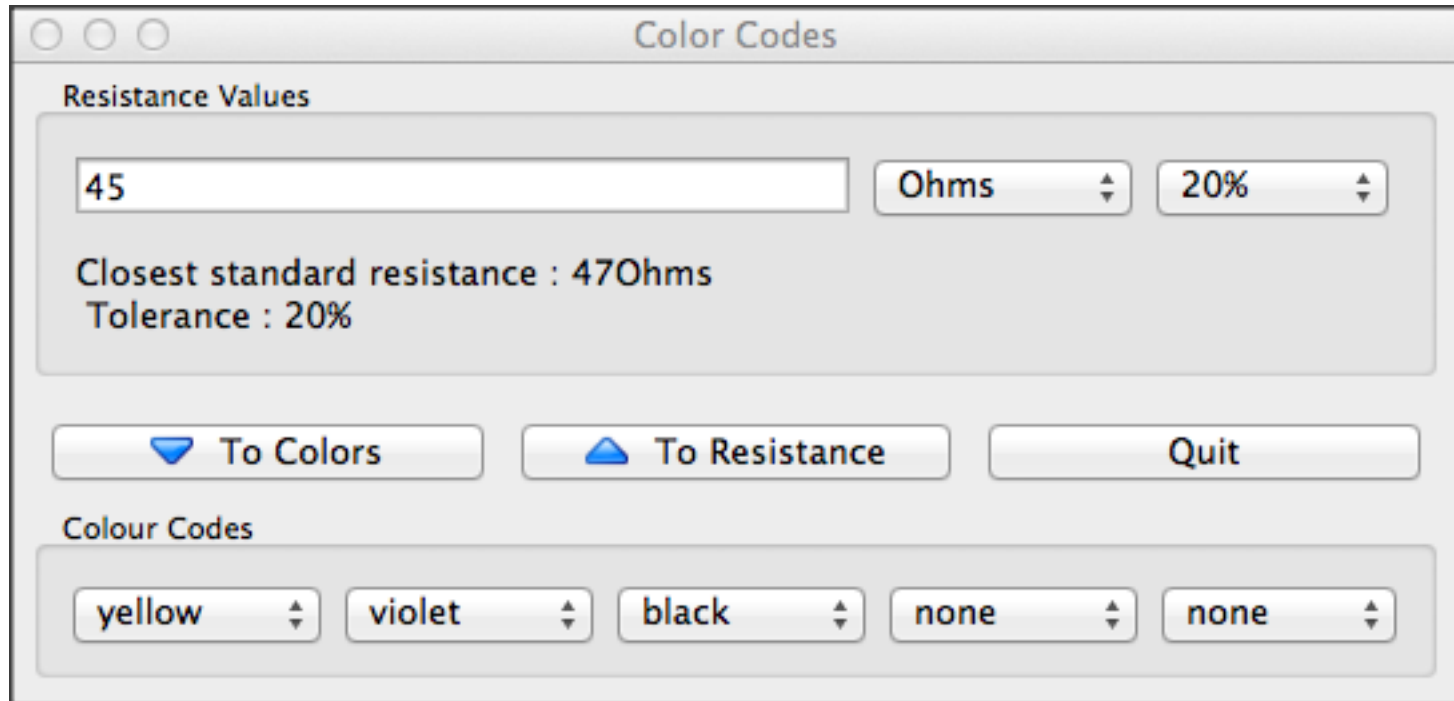 Color Codes
Resistance Values
45 Ohms 20%
Closest standard resistance : 47Ohms
Tolerance : 20%
To Colors To Resistance Quit
Colour Codes
yellow violet black none none